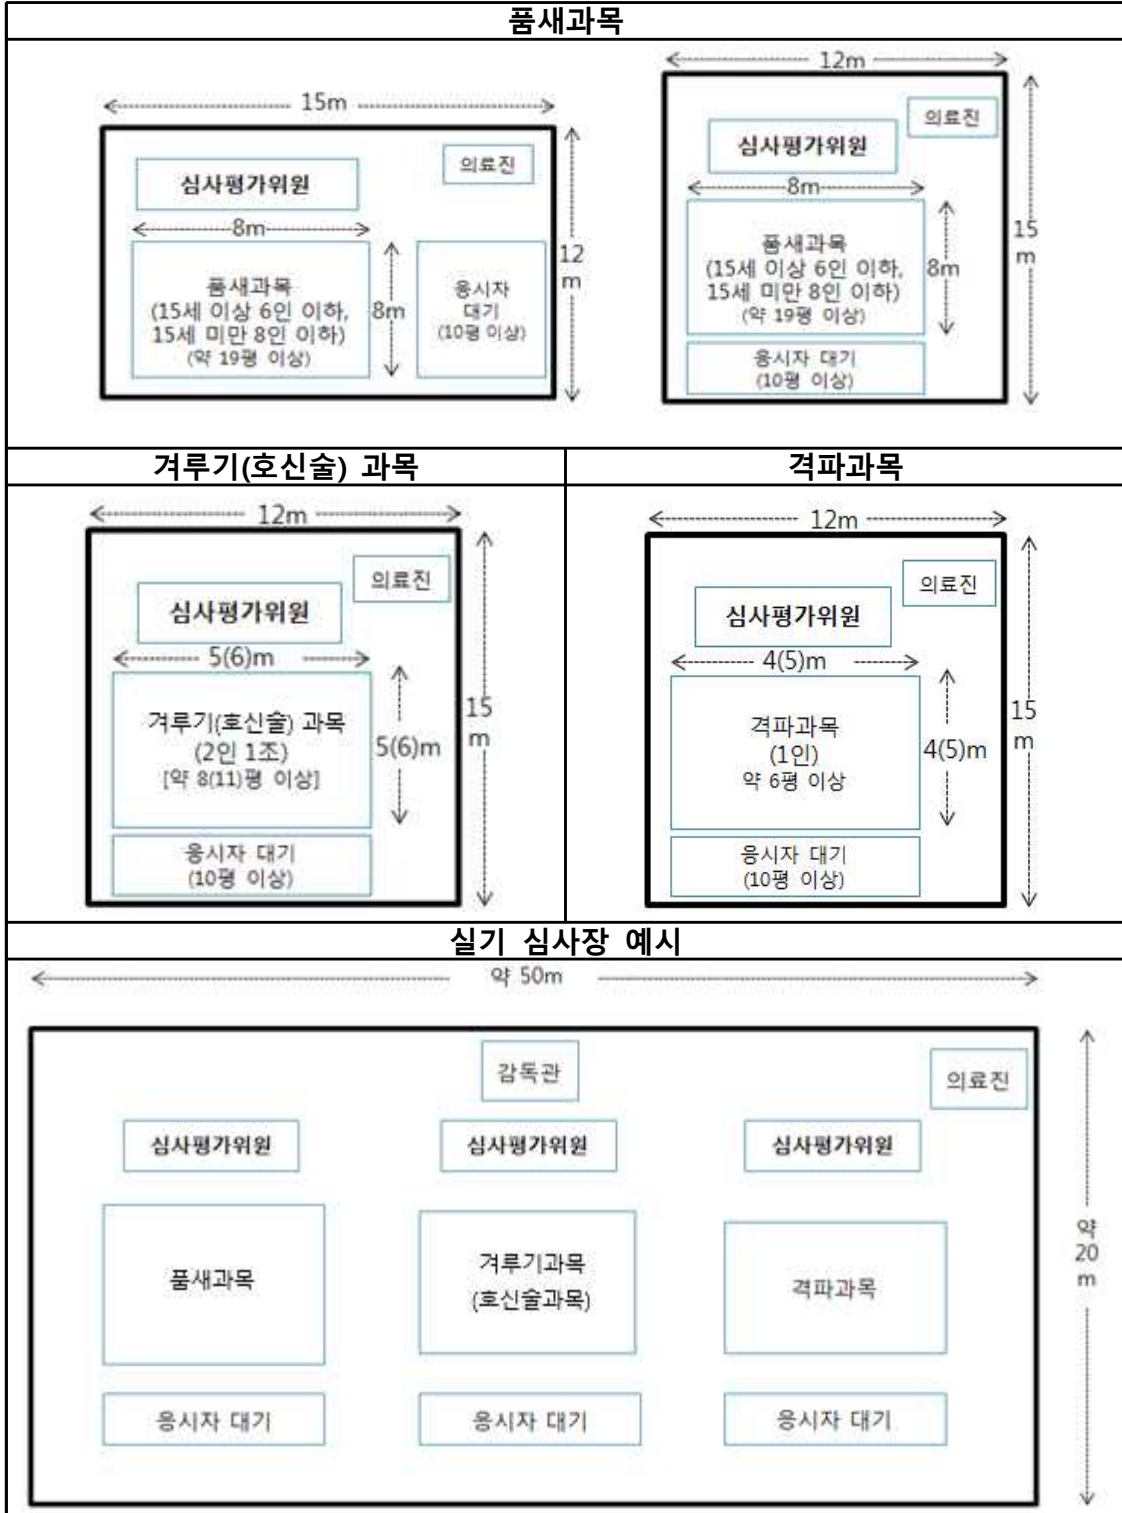 품새과목
15m
심사평가위원
의료진
8m
품새과목
(15세 이상 6인 이하,
15세 미만 8인 이하)
(약 19평 이상)
8m
응시자
대기
(10평 이상)
12
m
12m
의료진
심사평가위원
8m
품새과목
(15세 이상 6인 이하,
15세 미만 8인 이하)
(약 19평 이상)
8m
응시자 대기
(10평 이상)
15
m
겨루기(호신술) 과목
12m
의료진
심사평가위원
5(6)m
겨루기(호신술) 과목
(2인 1조)
[약 8(11)평 이상]
5(6)m
응시자 대기
(10평 이상)
15
m
격파과목
12m
의료진
심사평가위원
4(5)m
격파과목
(1인)
약 6평 이상
4(5)m
응시자 대기
(10평 이상)
15
m
실기 심사장 예시
약 50m
감독관
의료진
심사평가위원
심사평가위원
심사평가위원
품새과목
겨루기과목
(호신술과목)
격파과목
약
20
m
응시자 대기
응시자 대기
응시자 대기